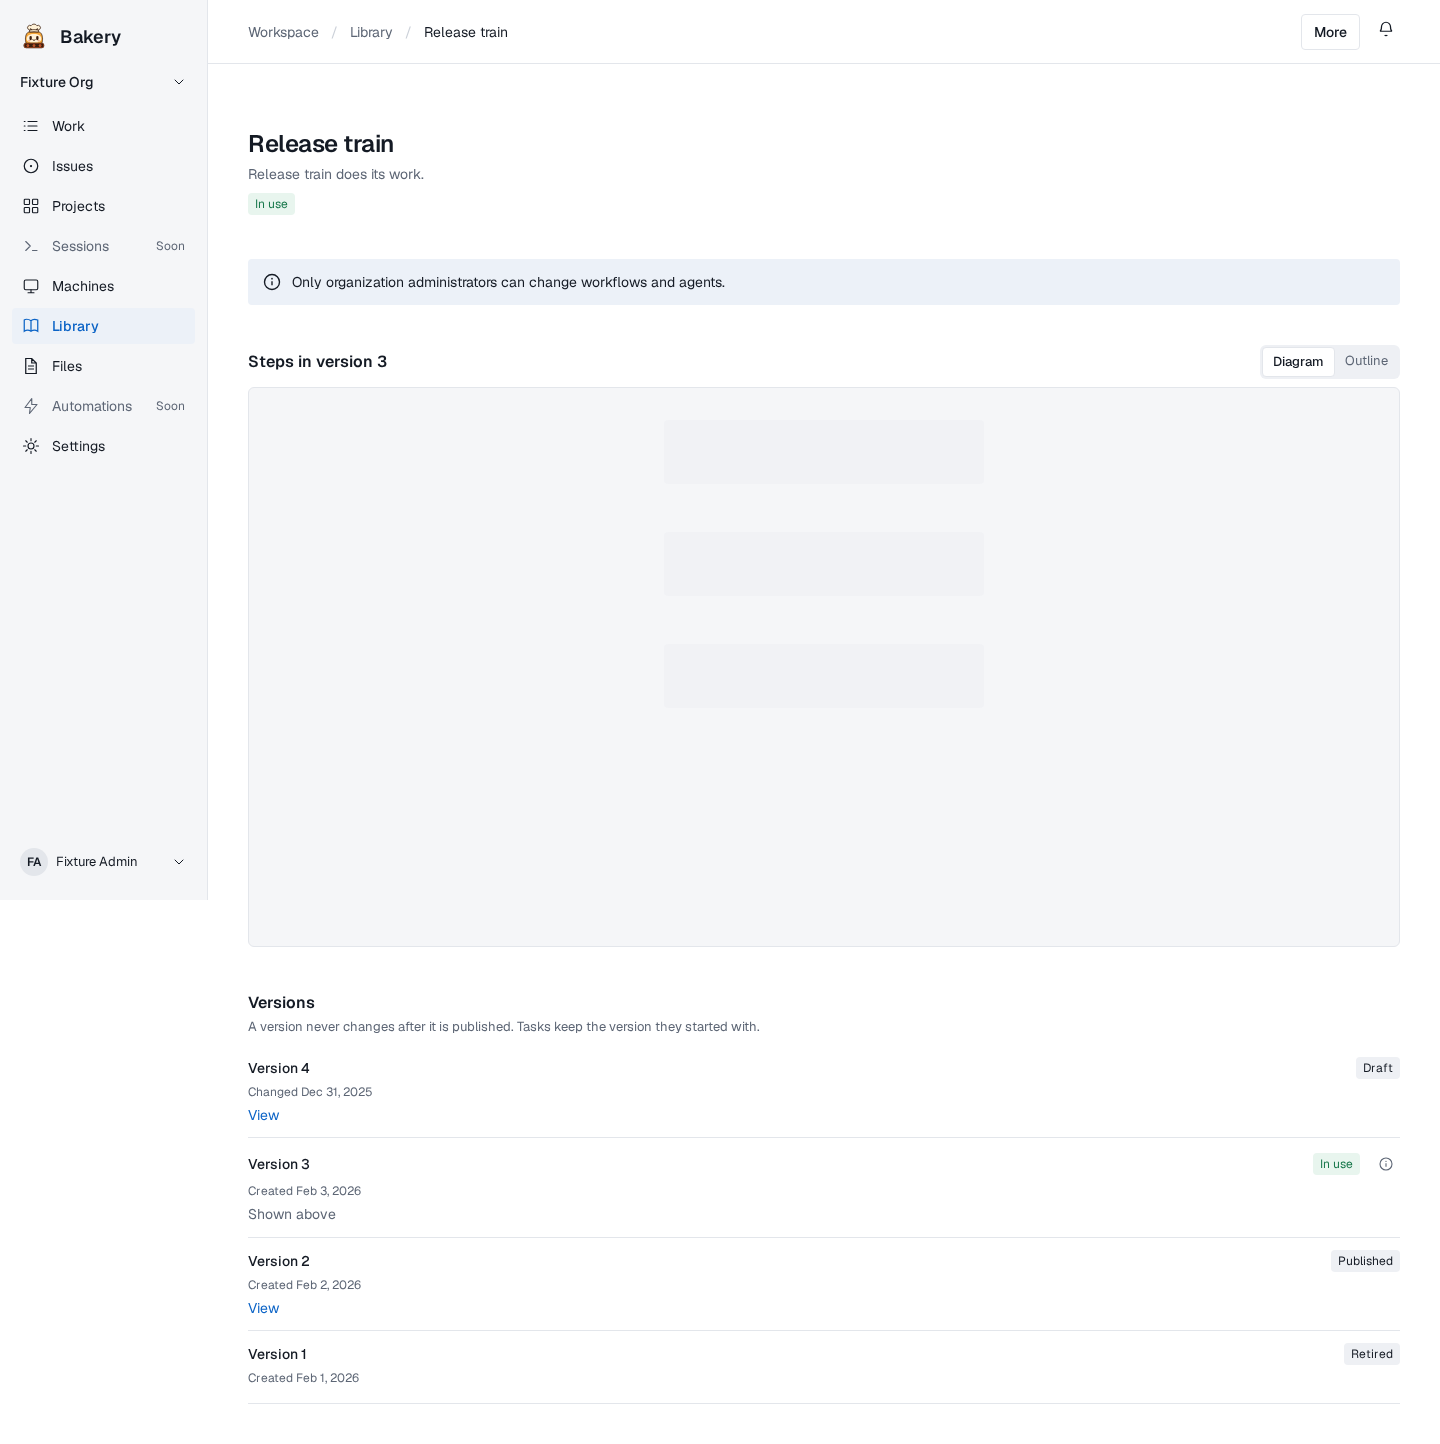 Bakery
Fixture Org
Work
Issues
Projects
Sessions Soon
Machines
Library
Files
Automations Soon
Settings
FA Fixture Admin
Workspace / Library / Release train
More
Release train
Release train does its work.
In use
Only organization administrators can change workflows and agents.
Steps in version 3
Diagram Outline
Versions
A version never changes after it is published. Tasks keep the version they started with.
Version 4 Draft
Changed Dec 31, 2025
View
Version 3 In use
Created Feb 3, 2026
Shown above
Version 2 Published
Created Feb 2, 2026
View
Version 1 Retired
Created Feb 1, 2026